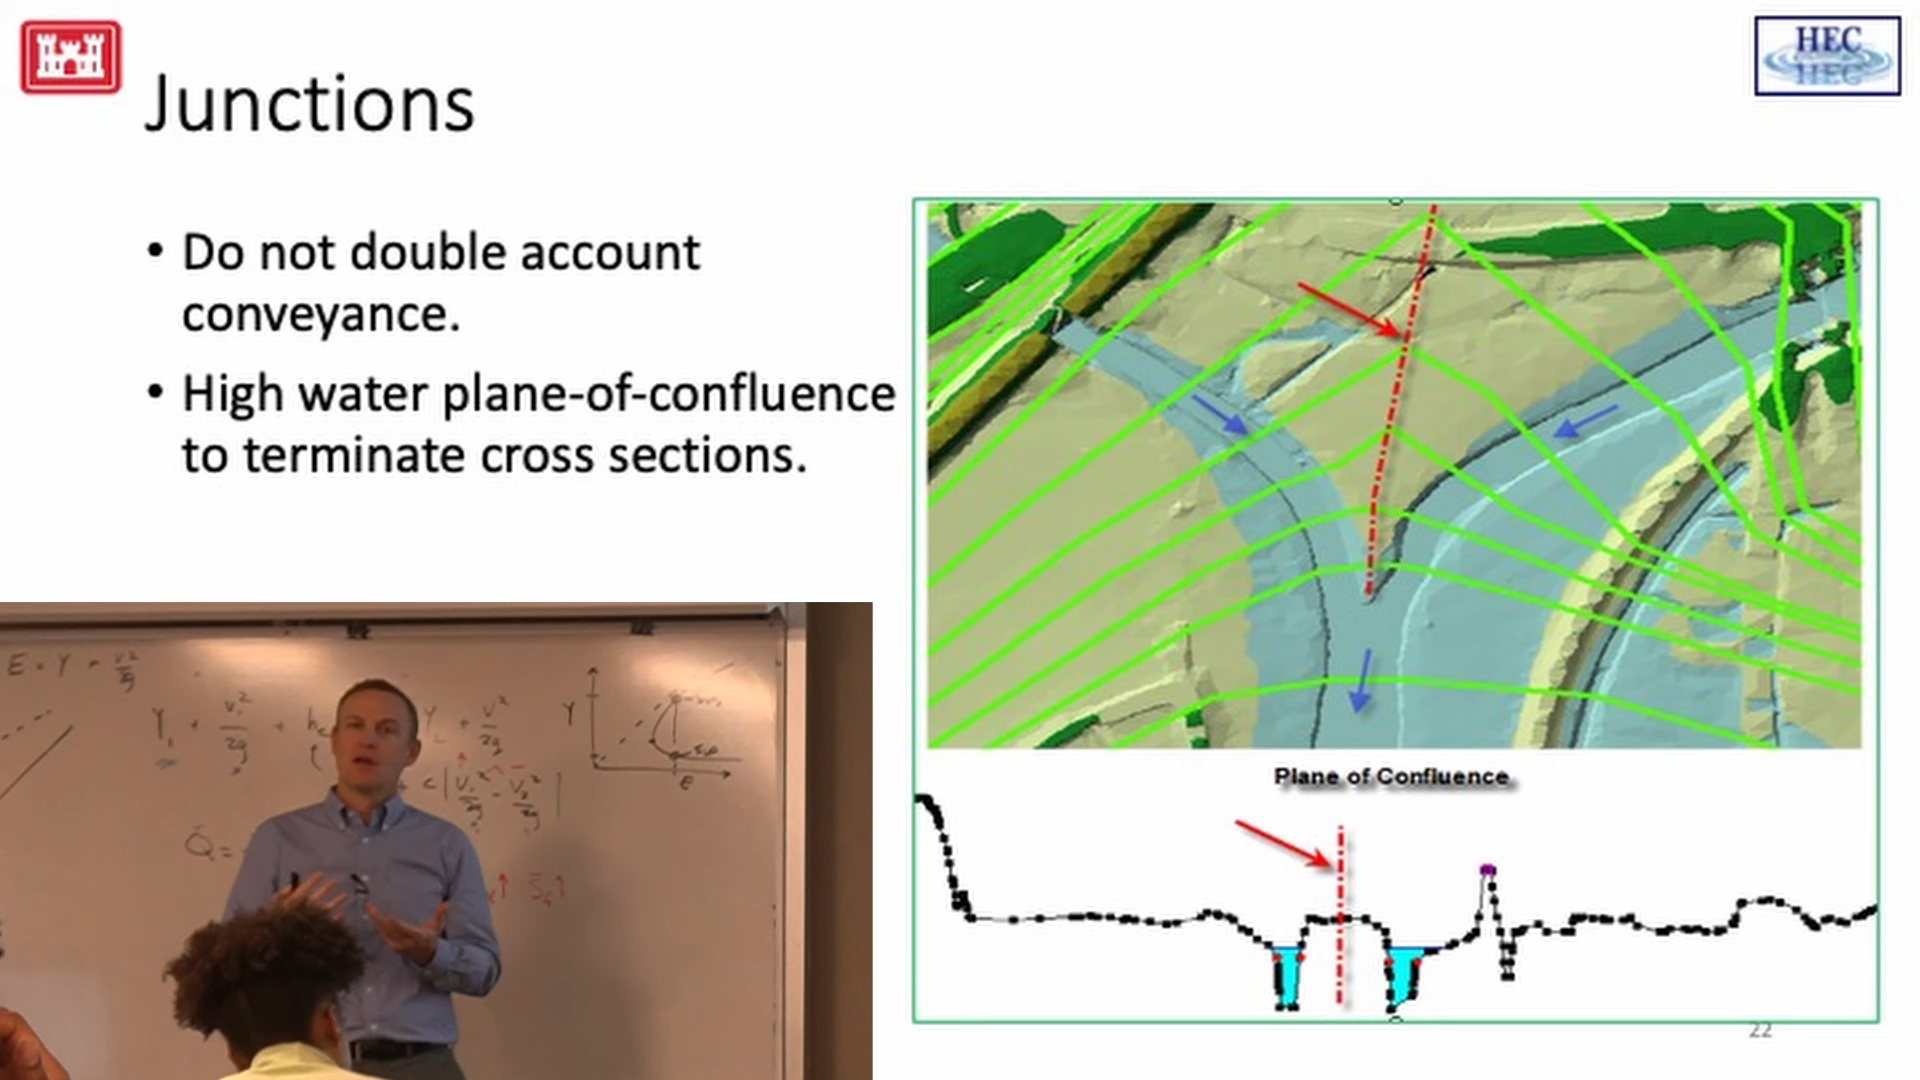 HEC
Junctions
• Do not double account
conveyance.
• High water plane-of-confluence
to terminate cross sections.
Plane of Confluence
22
E = Y +
Y
E
Q =